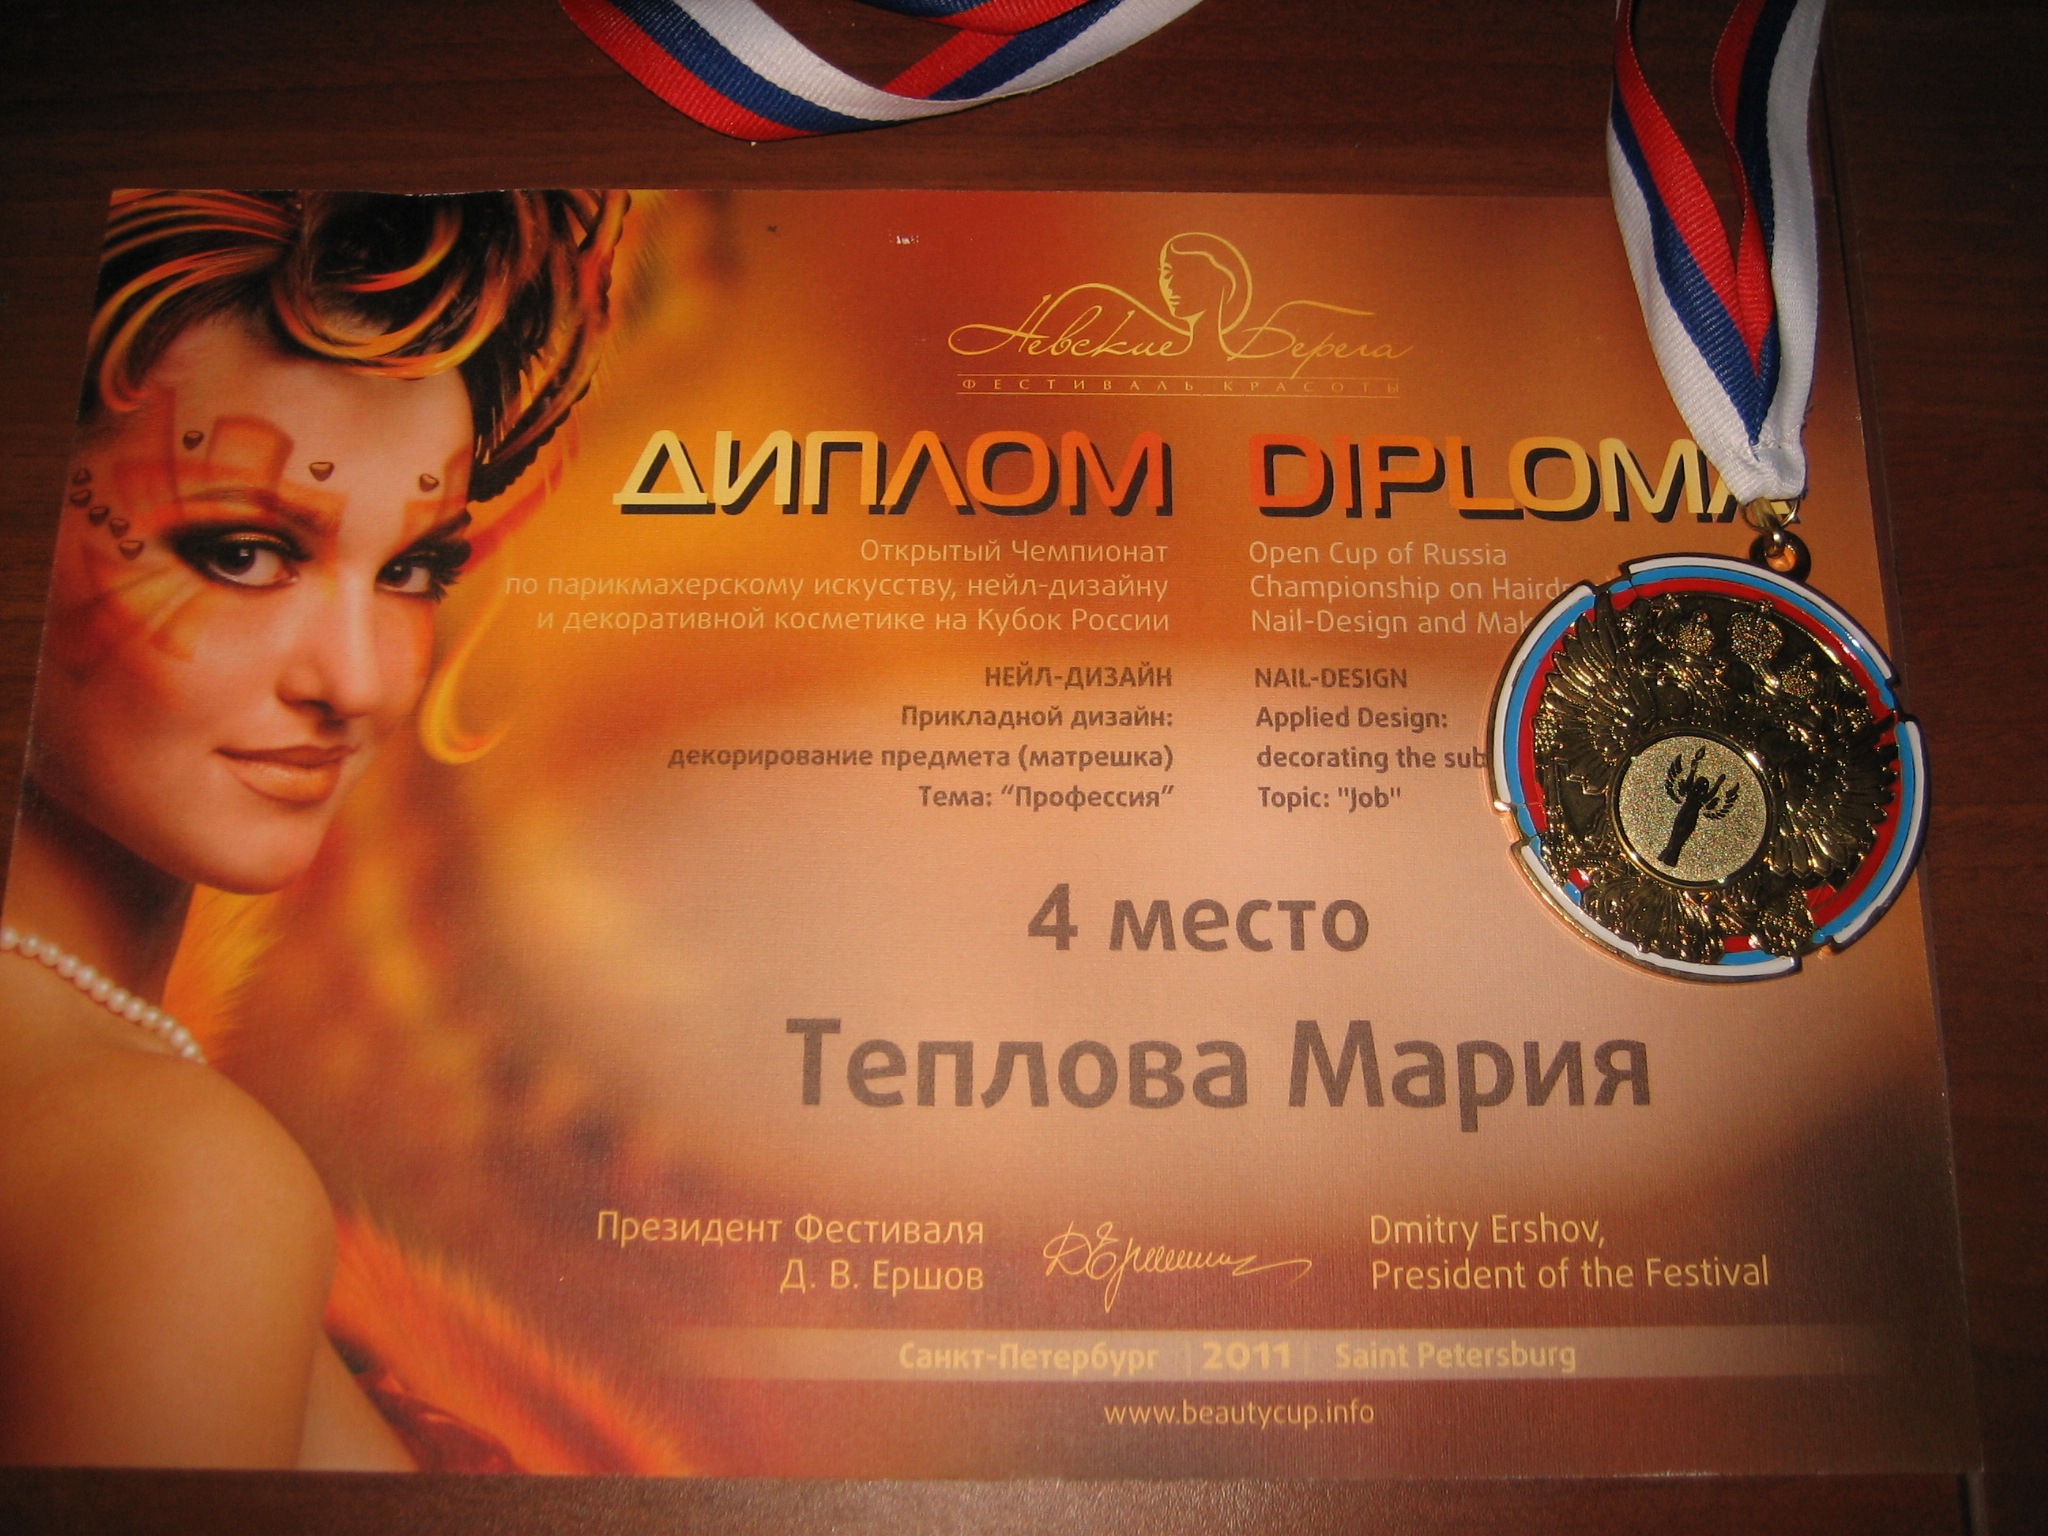 Невские Берега
ФЕСТИВАЛЬ КРАСОТЫ
ДИПЛОМ
Открытый Чемпионат
по парикмахерскому искусству, нейл-дизайну
и декоративной косметике на Кубок России
НЕЙЛ-ДИЗАЙН
Прикладной дизайн:
декорирование предмета (матрешка)
Тема: “Профессия”
DIPLOMA
Open Cup of Russia
Championship on
Nail-Design and
NAIL-DESIGN
Applied Design:
decorating the
Topic: "Job"
4 место
Теплова Мария
Президент Фестиваля
Д. В. Ершов
Dmitry Ershov,
President of the Festival
Санкт-Петербург | 2011 | Saint Petersburg
www.beautycup.info